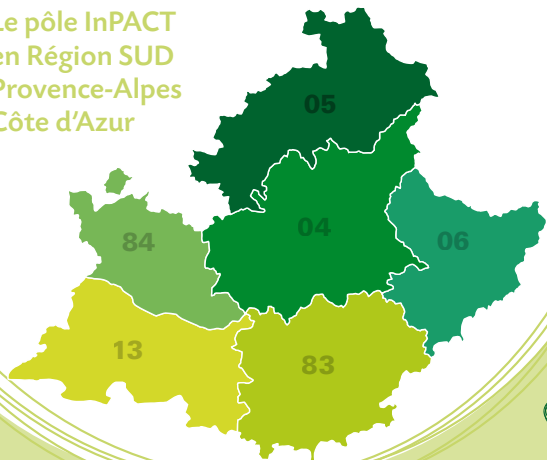 Le pôle InPACT
en Région SUD
Provence-Alpes
Côte d'Azur
05
84
04
06
13
83